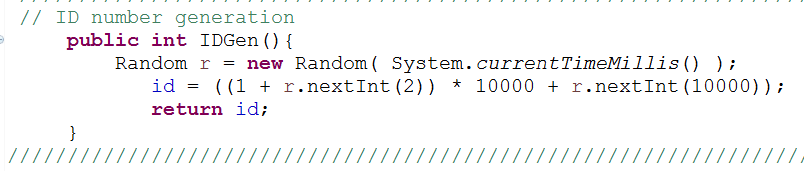 ////////////////////////////////////////////////////////////////////
// ID number generation
public int IDGen(){
Random r = new Random( System.currentTimeMillis() );
id = ((1 + r.nextInt(2)) * 10000 + r.nextInt(10000));
return id;
}
////////////////////////////////////////////////////////////////////